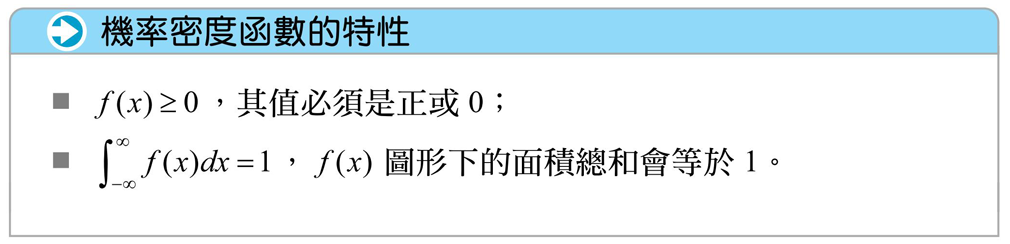 機率密度函數的特性
■ f(x) ≥ 0，其值必須是正或 0；
■ ∫_{-∞}^{∞} f(x)dx = 1， f(x) 圖形下的面積總和會等於 1。